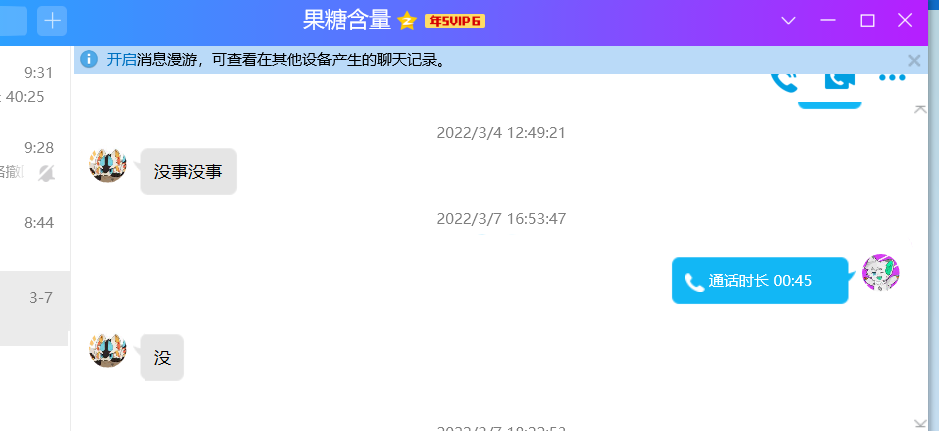 果糖含量
年SVIP6
开启消息漫游，可查看在其他设备产生的聊天记录。
9:31
40:25
2022/3/4 12:49:21
9:28
撤
没事没事
8:44
2022/3/7 16:53:47
通话时长 00:45
3-7
没